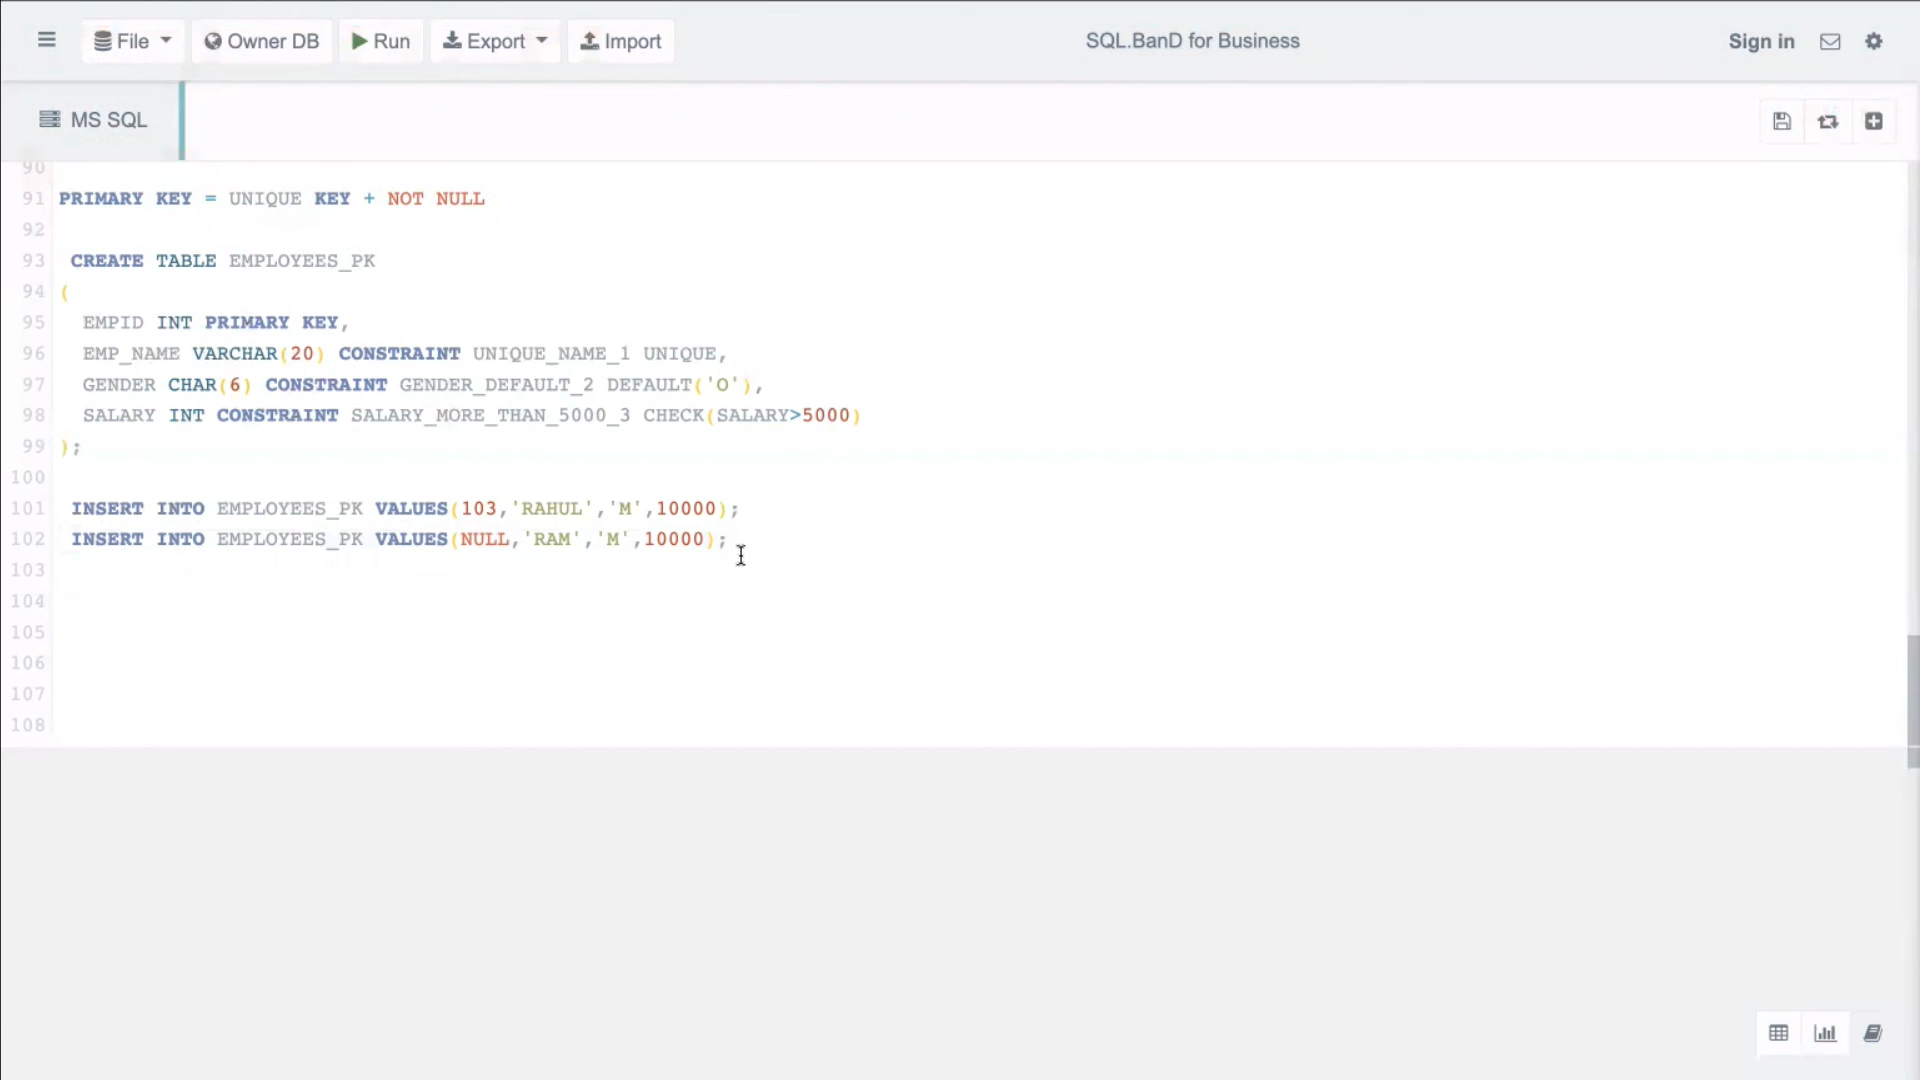 File Owner DB Run Export Import SQL.BanD for Business Sign in
MS SQL
90
91 PRIMARY KEY = UNIQUE KEY + NOT NULL
92
93 CREATE TABLE EMPLOYEES_PK
94 (
95 EMPID INT PRIMARY KEY,
96 EMP_NAME VARCHAR(20) CONSTRAINT UNIQUE_NAME_1 UNIQUE,
97 GENDER CHAR(6) CONSTRAINT GENDER_DEFAULT_2 DEFAULT('O'),
98 SALARY INT CONSTRAINT SALARY_MORE_THAN_5000_3 CHECK(SALARY>5000)
99 );
100
101 INSERT INTO EMPLOYEES_PK VALUES(103,'RAHUL','M',10000);
102 INSERT INTO EMPLOYEES_PK VALUES(NULL,'RAM','M',10000);
103
104
105
106
107
108